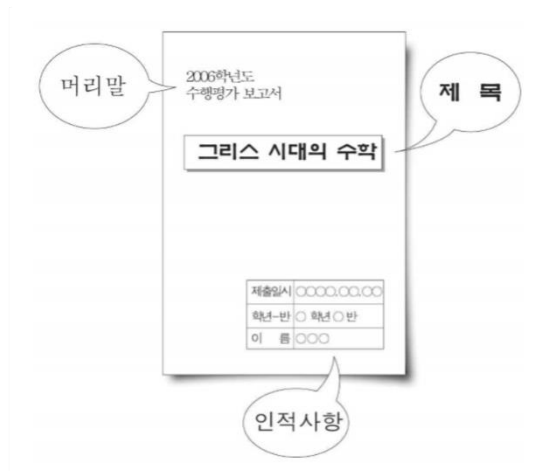 머리말
2006학년도
수행평가 보고서
제 목
그리스 시대의 수학
제출일시 ○○○○.○○.○○
학년-반 ○ 학년 ○ 반
이 름 ○○○
인적사항